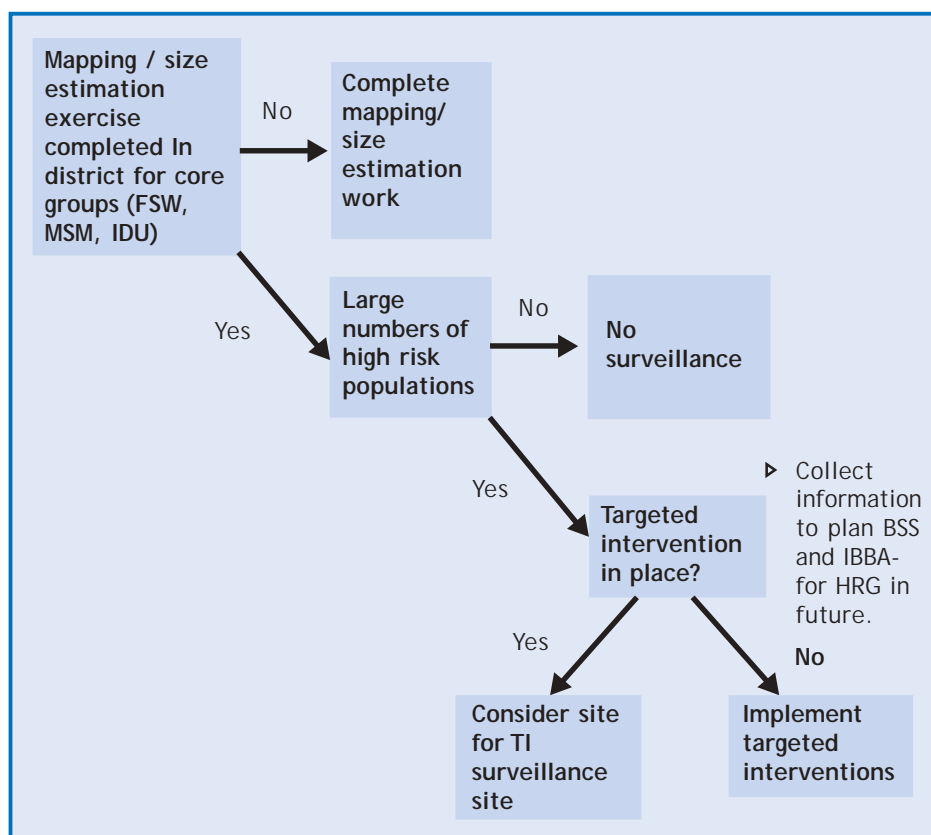 Mapping / size
estimation
exercise
completed In
district for core
groups (FSW,
MSM, IDU)
No
Complete
mapping/
size
estimation
work
Yes
Large
numbers of
high risk
populations
No
No
surveillance
Yes
Targeted
intervention
in place?
Collect
information
to plan BSS
and IBBA-
for HRG in
future.
Yes
No
Consider site
for TI
surveillance
site
Implement
targeted
interventions